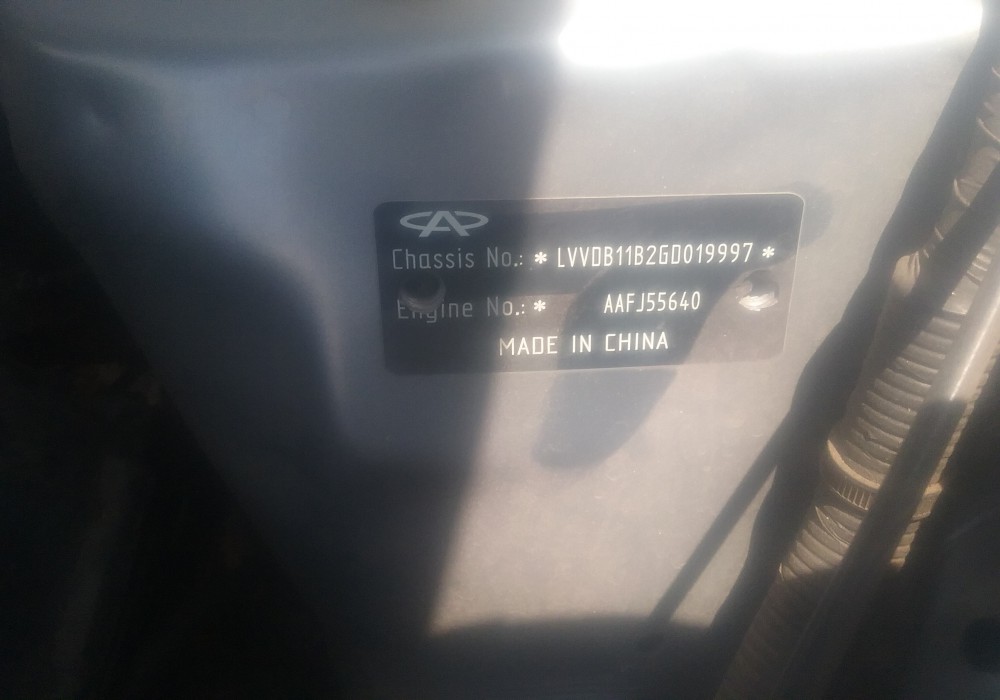 Chassis No.: * LVVDB11B2GD019997 *
Engine No.: * AAFJ55640
MADE IN CHINA